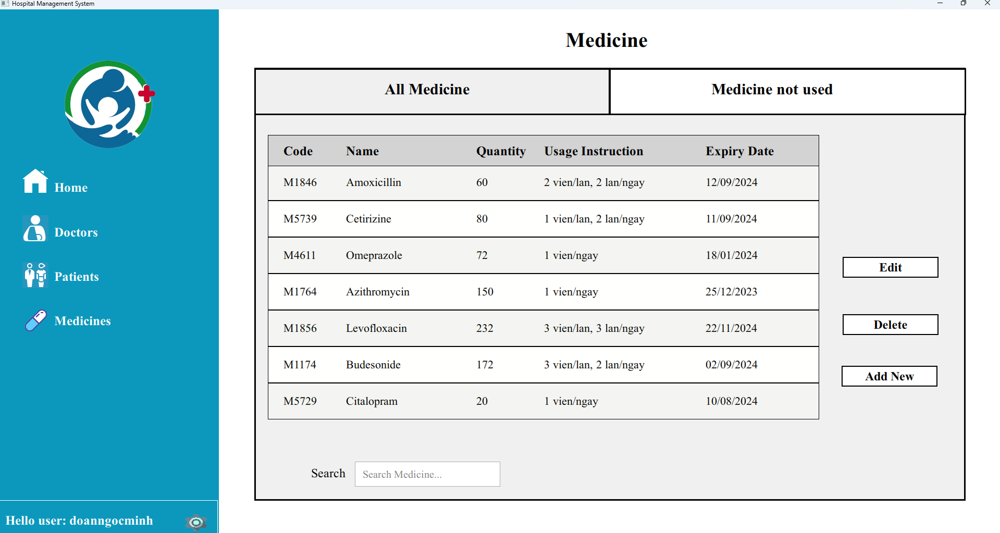 Hospital Management System
Medicine
All Medicine
Medicine not used
Code Name Quantity Usage Instruction Expiry Date
M1846 Amoxicillin 60 2 vien/lan, 2 lan/ngay 12/09/2024
M5739 Cetirizine 80 1 vien/lan, 2 lan/ngay 11/09/2024
M4611 Omeprazole 72 1 vien/ngay 18/01/2024
M1764 Azithromycin 150 1 vien/ngay 25/12/2023
M1856 Levofloxacin 232 3 vien/lan, 3 lan/ngay 22/11/2024
M1174 Budesonide 172 3 vien/lan, 2 lan/ngay 02/09/2024
M5729 Citalopram 20 1 vien/ngay 10/08/2024
Edit
Delete
Add New
Search Search Medicine...
Home
Doctors
Patients
Medicines
Hello user: doanngocminh